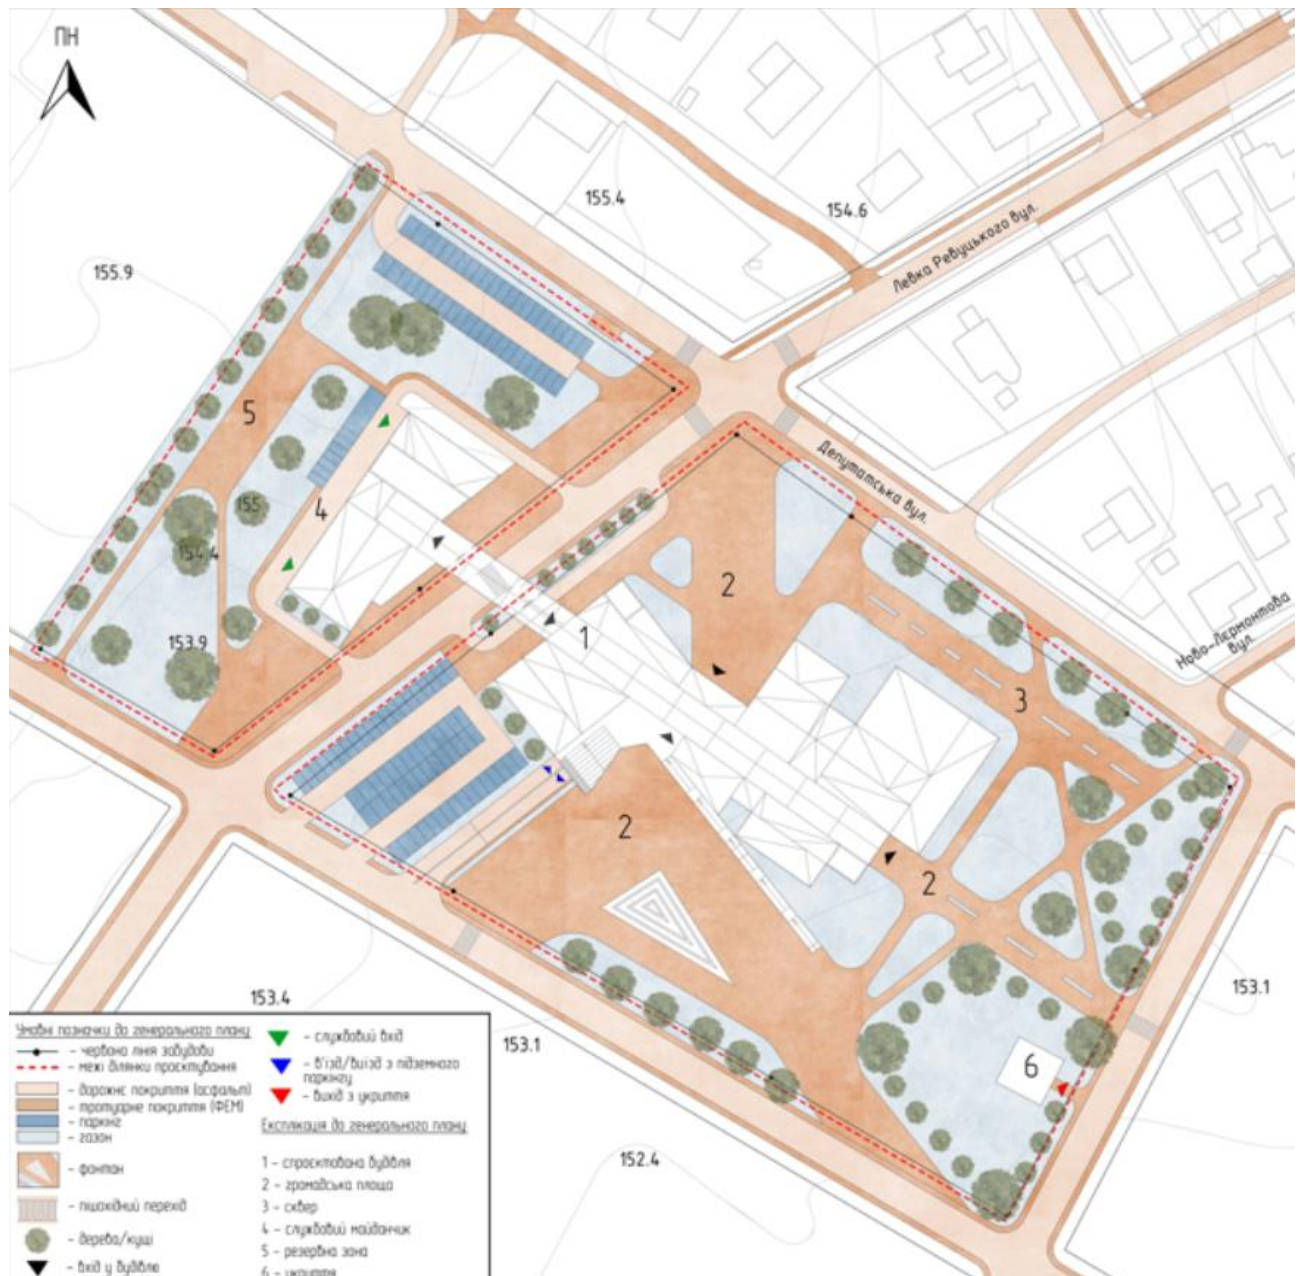 ПН
155.4
154.6
Левка Ревуцького вул.
155.9
5
155
4
154.4
153.9
Депутатська вул.
2
1
Ново-Лєрмонтова
вул.
3
2
2
153.4
153.1
153.1
6
152.4
Умовні позначки до генерального плану
- червона лінія забудови
- межі ділянки проєктування
- дорожнє покриття (асфальт)
- тротуарне покриття (ФЕМ)
- паркінг
- газон
- фонтан
- пішохідний перехід
- дерева/кущі
- вхід у будівлю
- службовий вхід
- в'їзд/виїзд з підземного
паркінгу
- вихід з укриття
Експлікація до генерального плану
1 - спроєктована будівля
2 - громадська площа
3 - сквер
4 - службовий майданчик
5 - резервна зона
6 - укриття